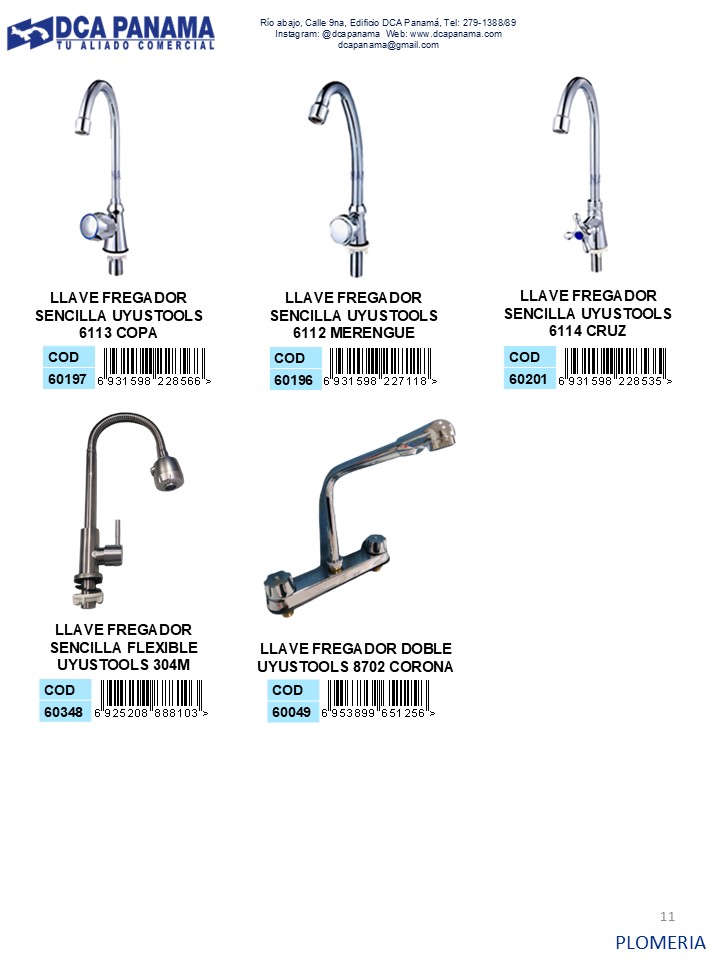 DCA PANAMA
TU ALIADO COMERCIAL
Río abajo, Calle 9na, Edificio DCA Panamá, Tel: 279-1388/89
Instagram: @dcapanama Web: www.dcapanama.com
dcapanama@gmail.com
LLAVE FREGADOR
SENCILLA UYUSTOOLS
6113 COPA
COD
60197
6 931598 228566 >
LLAVE FREGADOR
SENCILLA UYUSTOOLS
6112 MERENGUE
COD
60196
6 931598 227118 >
LLAVE FREGADOR
SENCILLA UYUSTOOLS
6114 CRUZ
COD
60201
6 931598 228535 >
LLAVE FREGADOR
SENCILLA FLEXIBLE
UYUSTOOLS 304M
COD
60348
6 925208 888103 >
LLAVE FREGADOR DOBLE
UYUSTOOLS 8702 CORONA
COD
60049
6 953899 651256 >
11
PLOMERIA